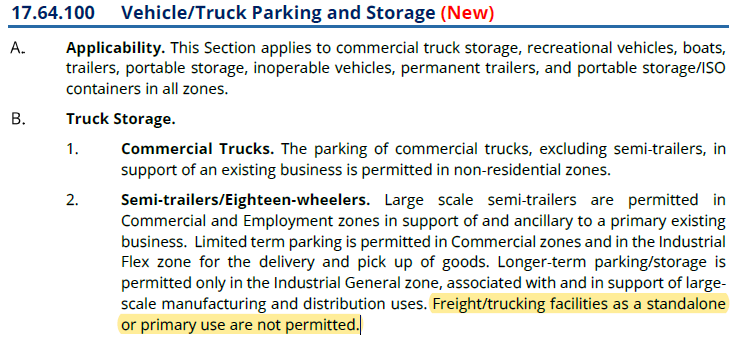 17.64.100 Vehicle/Truck Parking and Storage (New)
A. Applicability. This Section applies to commercial truck storage, recreational vehicles, boats,
trailers, portable storage, inoperable vehicles, permanent trailers, and portable storage/ISO
containers in all zones.
B. Truck Storage.
1. Commercial Trucks. The parking of commercial trucks, excluding semi-trailers, in
support of an existing business is permitted in non-residential zones.
2. Semi-trailers/Eighteen-wheelers. Large scale semi-trailers are permitted in
Commercial and Employment zones in support of and ancillary to a primary existing
business. Limited term parking is permitted in Commercial zones and in the Industrial
Flex zone for the delivery and pick up of goods. Longer-term parking/storage is
permitted only in the Industrial General zone, associated with and in support of large-
scale manufacturing and distribution uses. Freight/trucking facilities as a standalone
or primary use are not permitted.